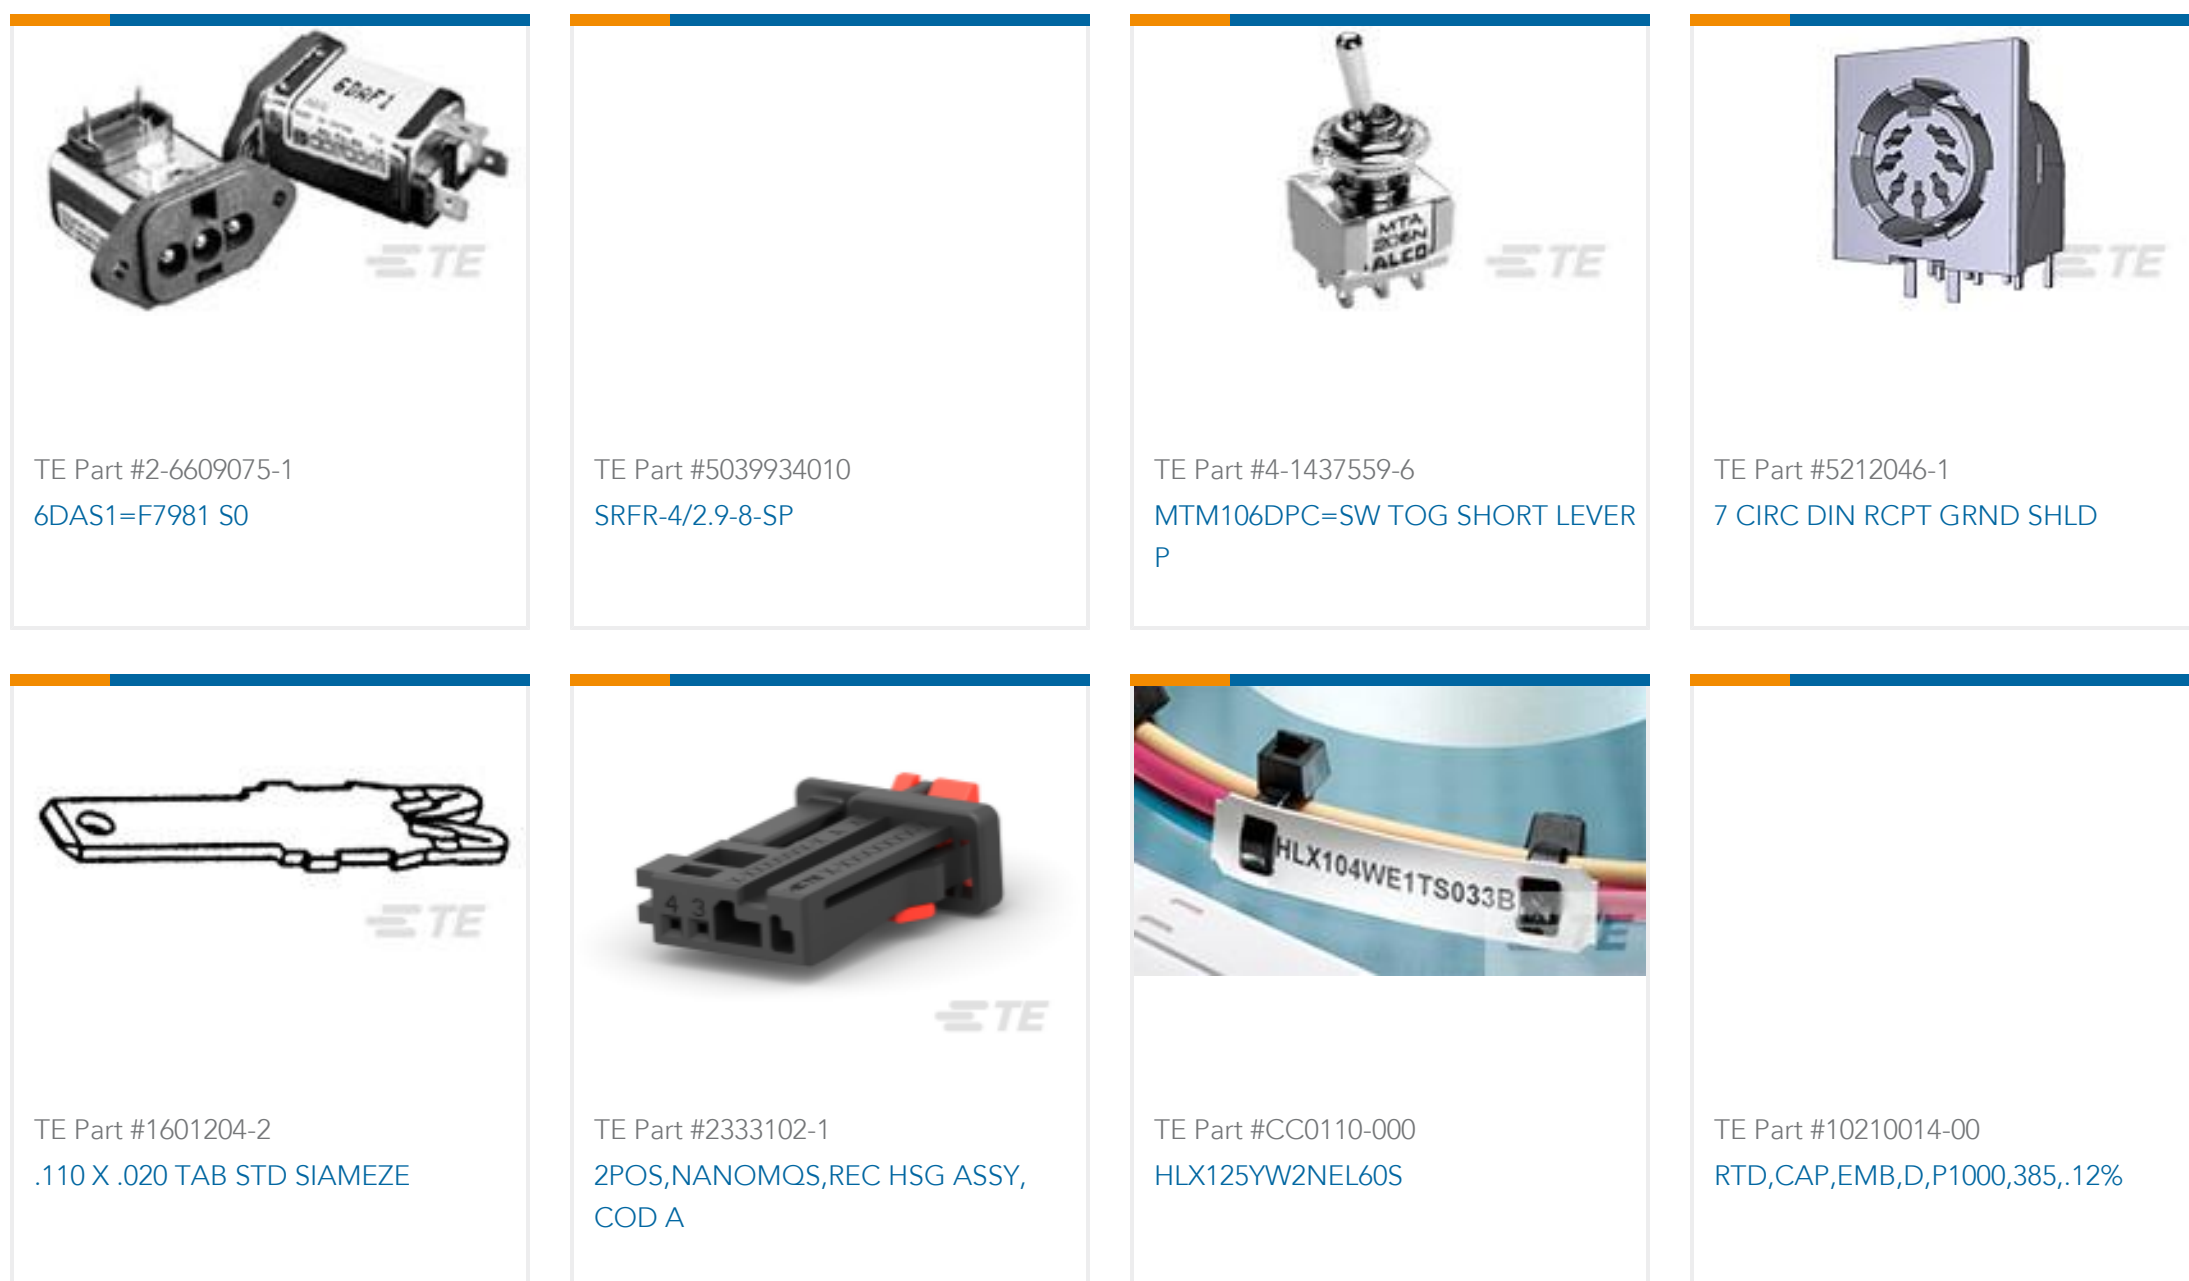 6DAF1
TE
TE Part #2-6609075-1
6DAS1=F7981 S0
TE Part #5039934010
SRFR-4/2.9-8-SP
MTA
206N
ALCO
TE
TE Part #4-1437559-6
MTM106DPC=SW TOG SHORT LEVER
P
TE
TE Part #5212046-1
7 CIRC DIN RCPT GRND SHLD
TE
TE Part #1601204-2
.110 X .020 TAB STD SIAMEZE
4 3
TE
TE Part #2333102-1
2POS,NANOMQS,REC HSG ASSY,
COD A
HLX104WE1TS033B
TE
TE Part #CC0110-000
HLX125YW2NEL60S
TE Part #10210014-00
RTD,CAP,EMB,D,P1000,385,.12%